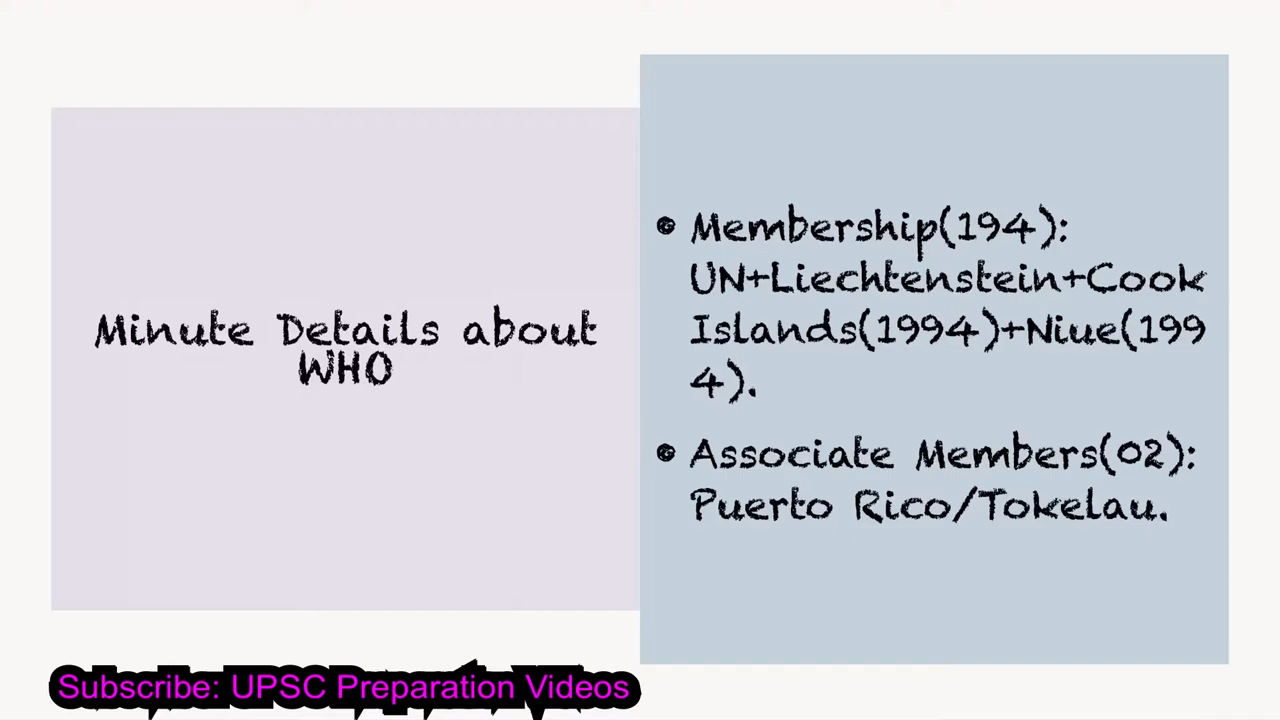 Minute Details about
WHO
• Membership(194):
UN+Liechtenstein+Cook
Islands(1994)+Niue(199
4).
• Associate Members(02):
Puerto Rico/Tokelau.
Subscribe: UPSC Preparation Videos